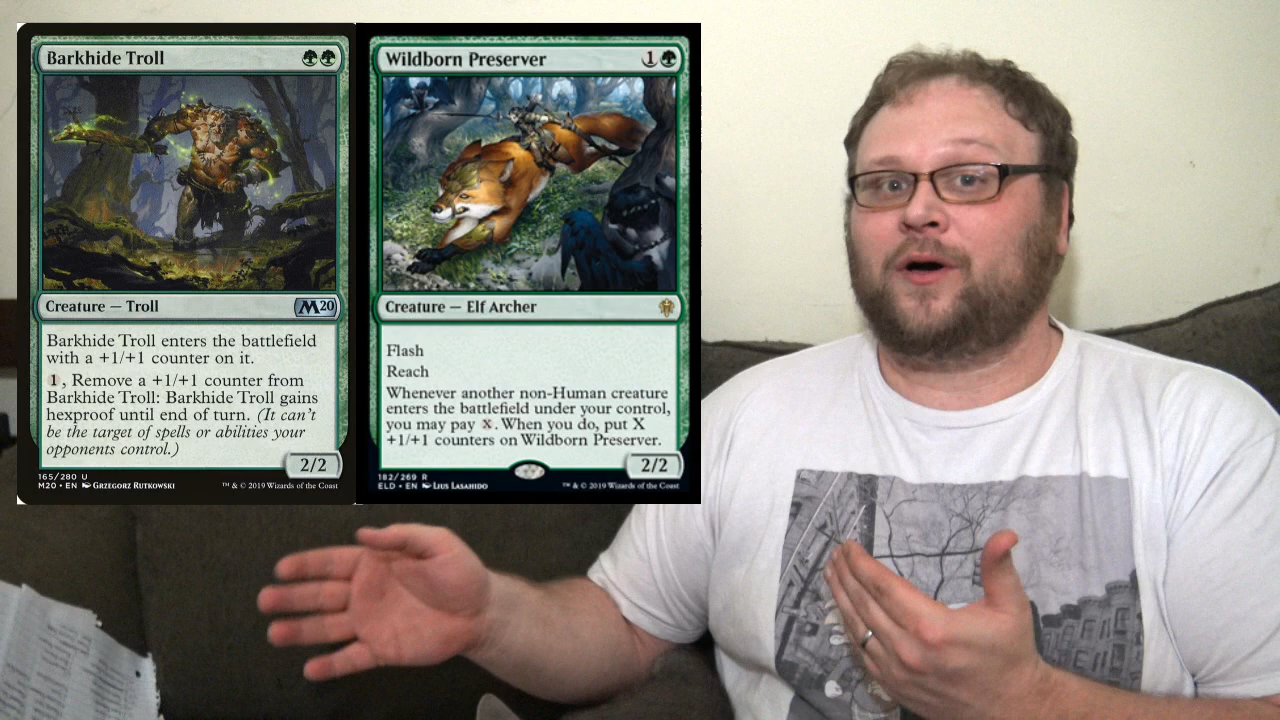 Barkhide Troll
Creature — Troll
M20
Barkhide Troll enters the battlefield
with a +1/+1 counter on it.
1, Remove a +1/+1 counter from
Barkhide Troll: Barkhide Troll gains
hexproof until end of turn. (It can't
be the target of spells or abilities your
opponents control.)
2/2
165/280 U
M20 • EN GRZEGORZ RUTKOWSKI
™ & © 2019 Wizards of the Coast
Wildborn Preserver
1
Creature — Elf Archer
Flash
Reach
Whenever another non-Human creature
enters the battlefield under your control,
you may pay X. When you do, put X
+1/+1 counters on Wildborn Preserver.
2/2
182/269 R
ELD • EN LIUS LASAHIDO
™ & © 2019 Wizards of the Coast